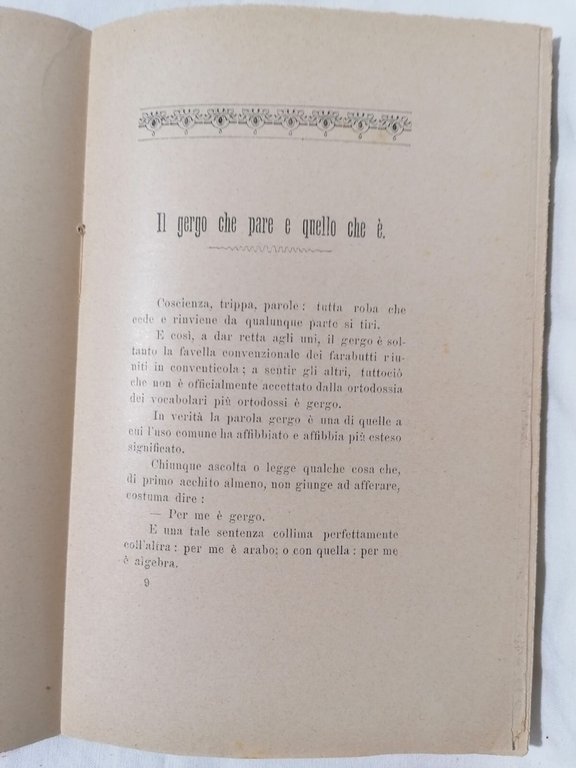 Il gergo che pare e quello che è.
Coscienza, trippa, parole: tutta roba che
cede e rinviene da qualunque parte si tiri.
E così, a dar retta agli uni, il gergo è sol-
tanto la favella convenzionale dei farabutti riu-
niti in conventicola; a sentir gli altri, tuttociò
che non è officialmente accettato dalla ortodossia
dei vocabolari più ortodossi è gergo.
In verità la parola gergo è una di quelle a
cui l'uso comune ha affibbiato e affibbia più esteso
significato.
Chiunque ascolta o legge qualche cosa che,
di primo acchito almeno, non giunge ad afferare,
costuma dire:
— Per me è gergo.
E una tale sentenza collima perfettamente
coll'altra: per me è arabo; o con quella: per me
è algebra.
9